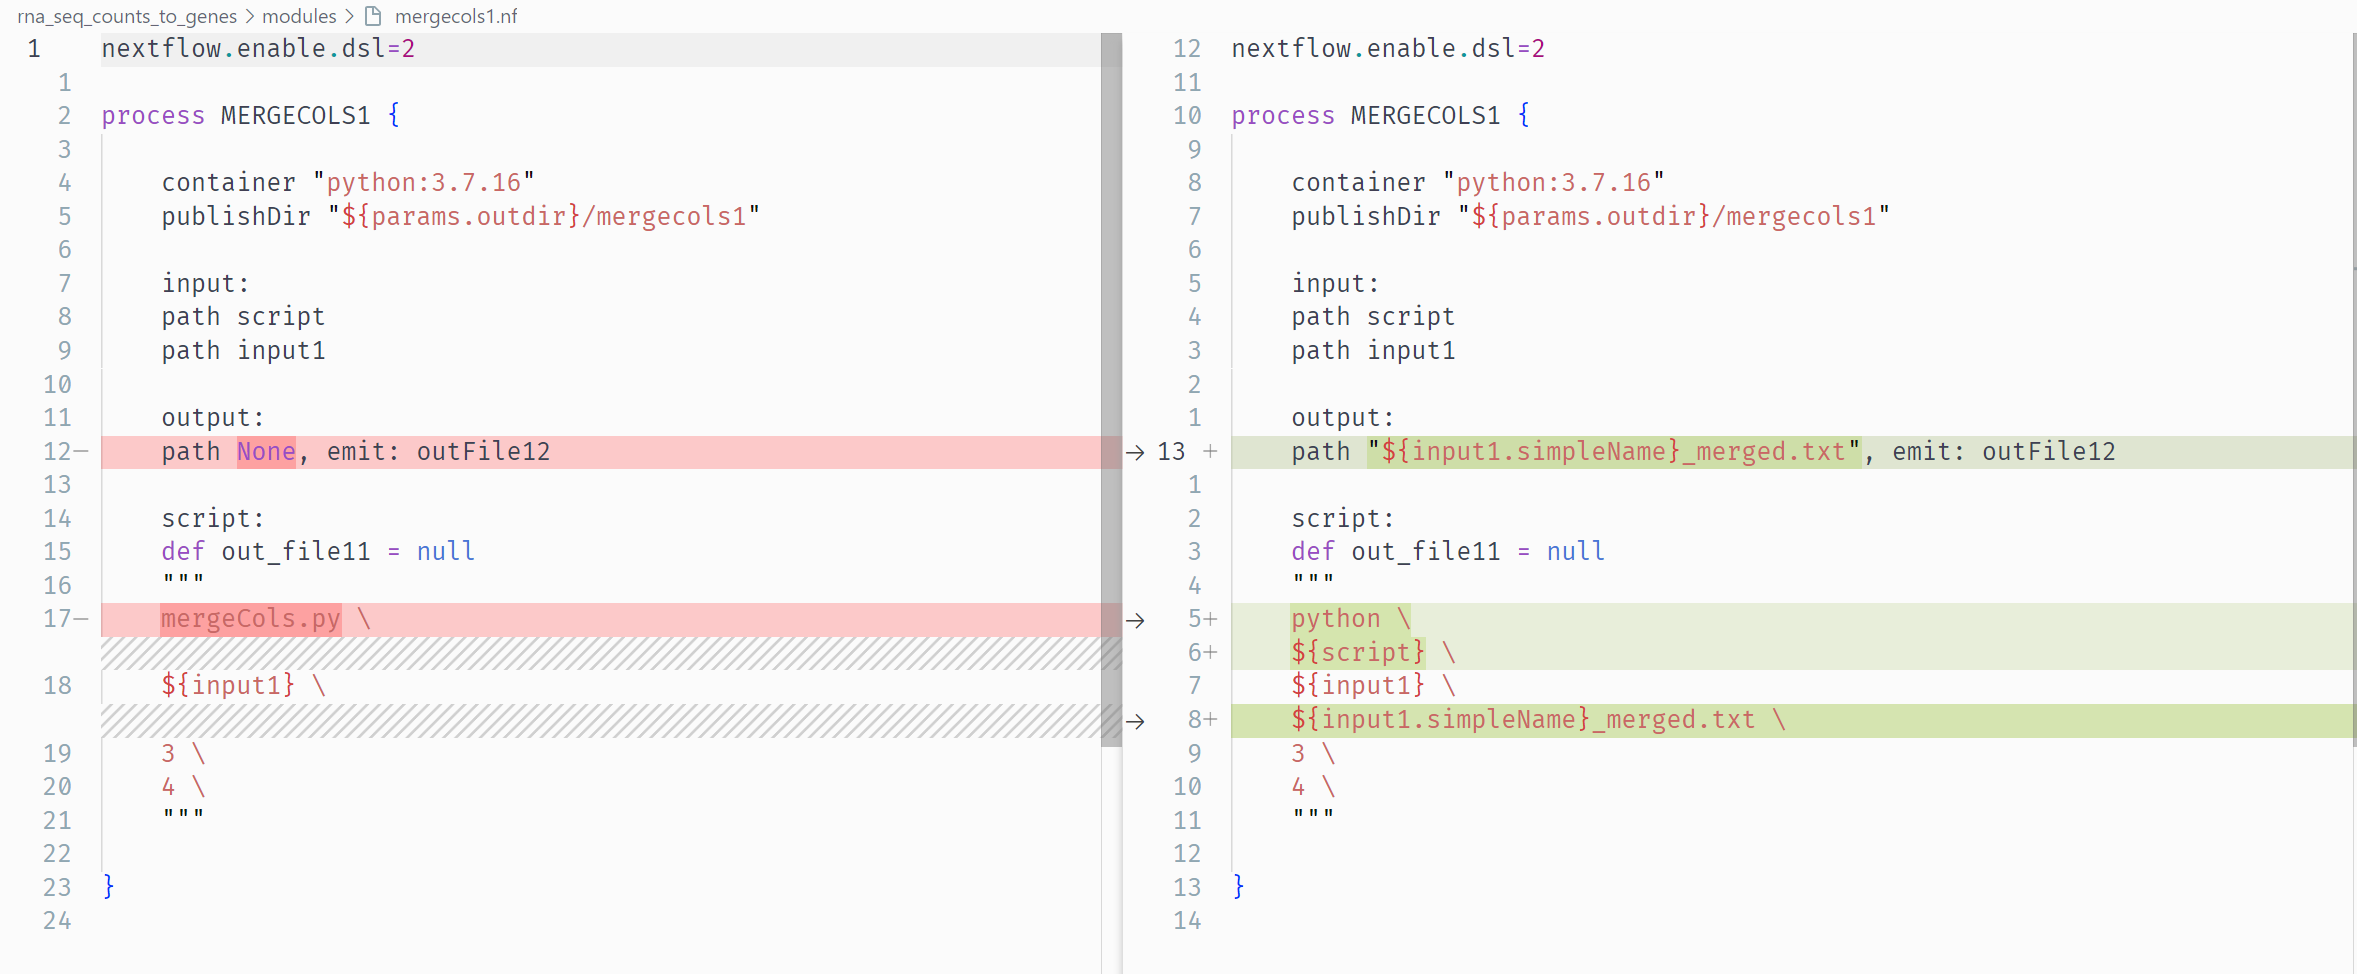 rna_seq_counts_to_genes > modules > mergecols1.nf
1 nextflow.enable.dsl=2
1
2 process MERGECOLS1 {
3
4 container "python:3.7.16"
5 publishDir "${params.outdir}/mergecols1"
6
7 input:
8 path script
9 path input1
10
11 output:
12— path None, emit: outFile12
13
14 script:
15 def out_file11 = null
16 """
17— mergeCols.py \
18 ${input1} \
19 3 \
20 4 \
21 """
22
23 }
24
12 nextflow.enable.dsl=2
11
10 process MERGECOLS1 {
9
8 container "python:3.7.16"
7 publishDir "${params.outdir}/mergecols1"
6
5 input:
4 path script
3 path input1
2
1 output:
→ 13 + path "${input1.simpleName}_merged.txt", emit: outFile12
1
2 script:
3 def out_file11 = null
4 """
→ 5+ python \
6+ ${script} \
7 ${input1} \
→ 8+ ${input1.simpleName}_merged.txt \
9 3 \
10 4 \
11 """
12
13 }
14